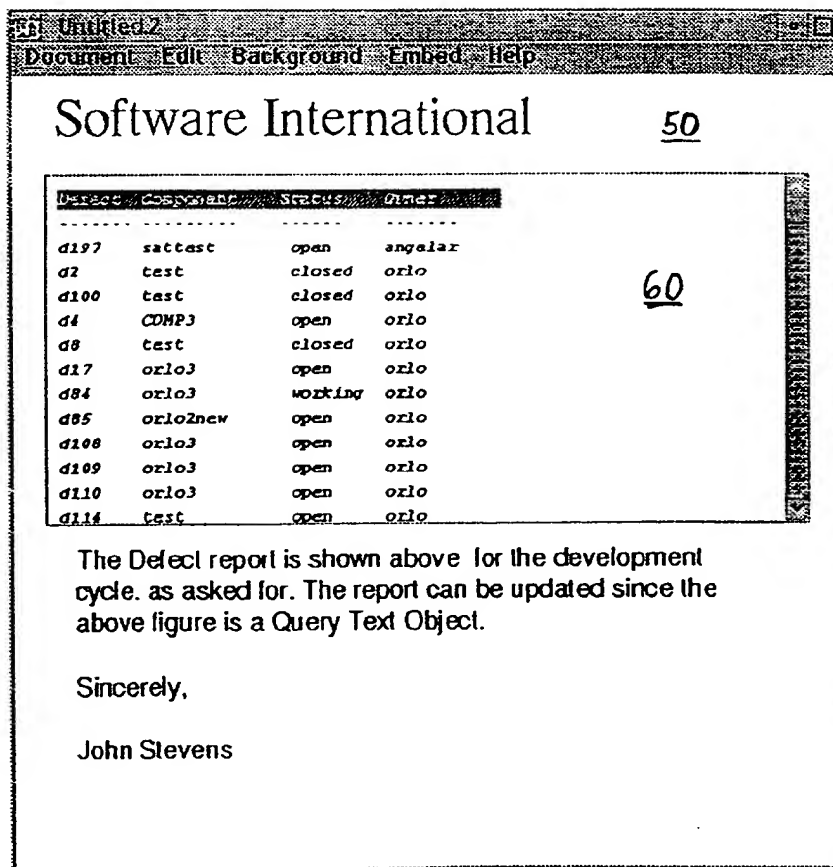 Untitled2
Document Edit Background Embed Help
Software International 50
Defect Component Status Owner
------- --------- ------ -------
d197 sattest open angelar
d2 test closed orlo
d100 test closed orlo
d4 COMP3 open orlo
d8 test closed orlo
d17 orlo3 open orlo
d84 orlo3 working orlo
d85 orlo2new open orlo
d108 orlo3 open orlo
d109 orlo3 open orlo
d110 orlo3 open orlo
d114 test open orlo
60
The Defect report is shown above for the development
cycle. as asked for. The report can be updated since the
above figure is a Query Text Object.
Sincerely,
John Stevens